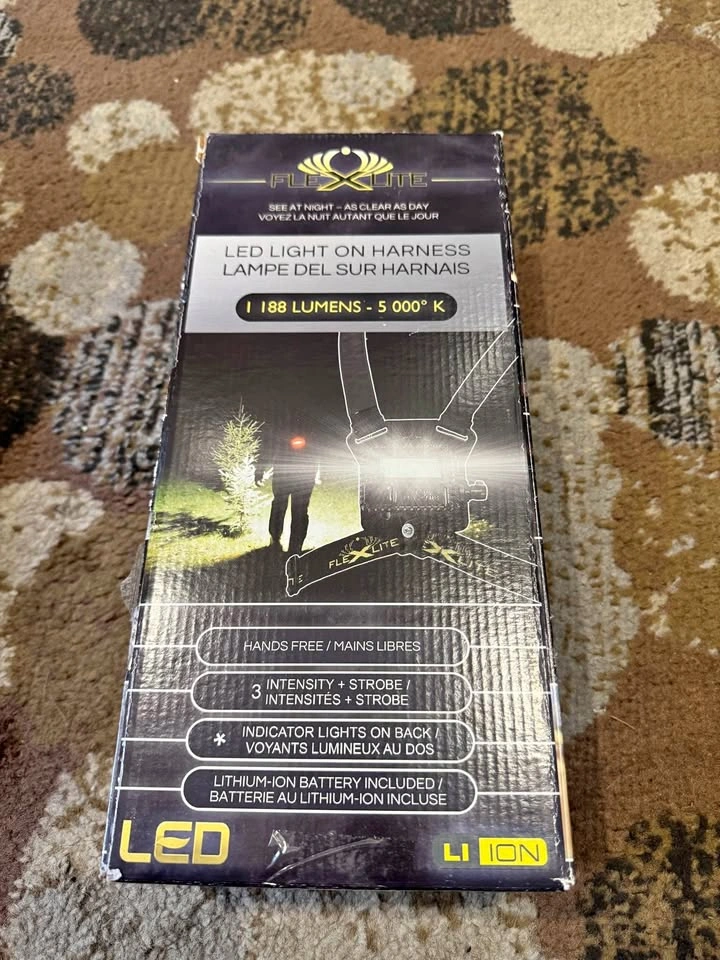 FLEXLITE
SEE AT NIGHT - AS CLEAR AS DAY
VOYEZ LA NUIT AUTANT QUE LE JOUR
LED LIGHT ON HARNESS
LAMPE DEL SUR HARNAIS
1 188 LUMENS - 5 000° K
FLEXLITE FLEXLITE
HANDS FREE / MAINS LIBRES
3 INTENSITY + STROBE /
INTENSITÉS + STROBE
* INDICATOR LIGHTS ON BACK /
VOYANTS LUMINEUX AU DOS
LITHIUM-ION BATTERY INCLUDED /
BATTERIE AU LITHIUM-ION INCLUSE
LED
LI ION